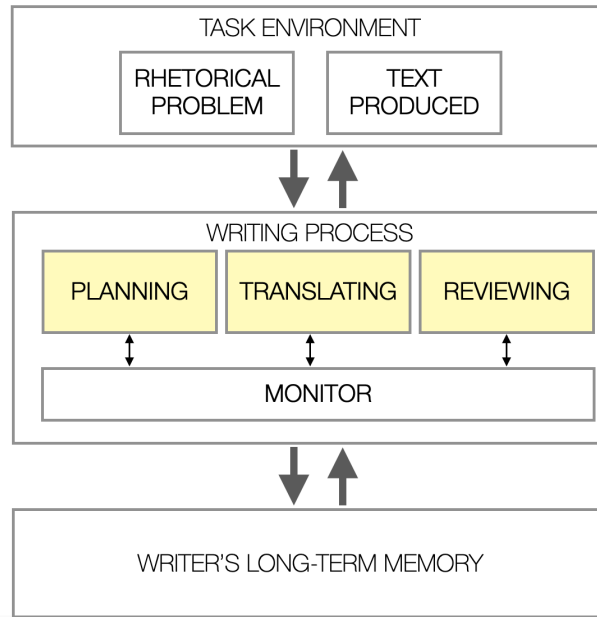 TASK ENVIRONMENT
RHETORICAL
PROBLEM
TEXT
PRODUCED
WRITING PROCESS
PLANNING
TRANSLATING
REVIEWING
MONITOR
WRITER'S LONG-TERM MEMORY